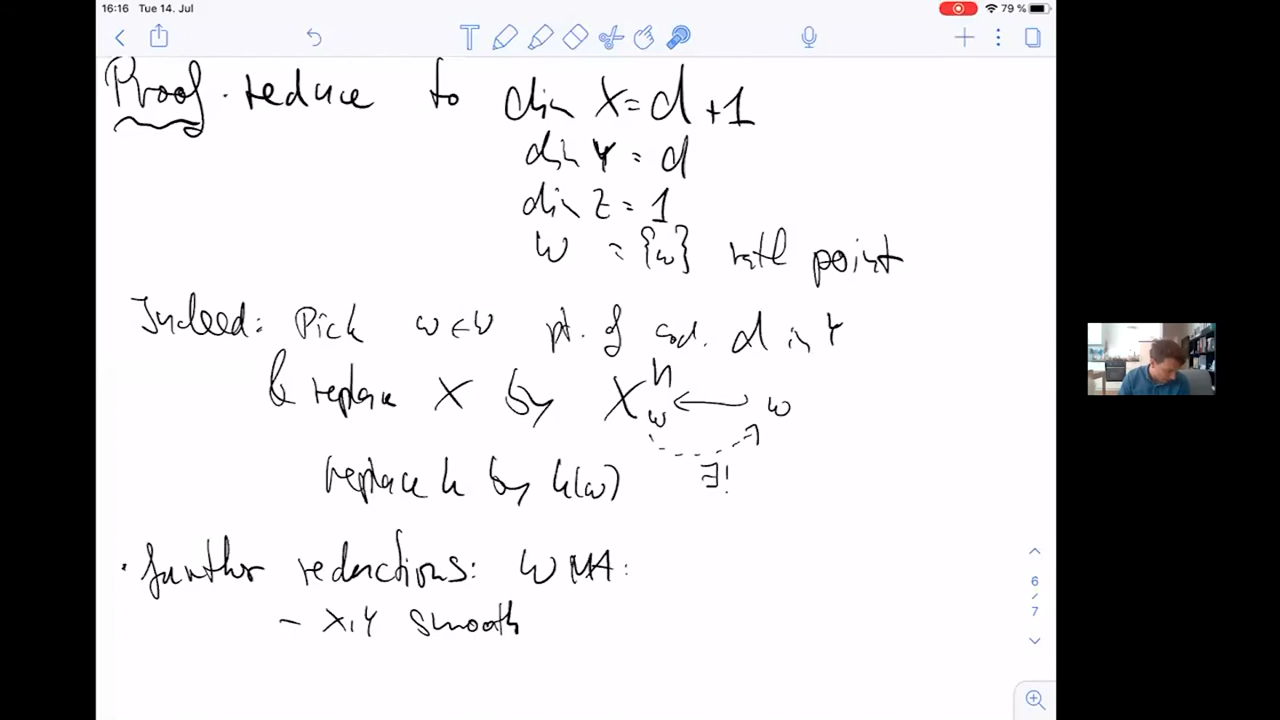 16:16 Tue 14. Jul
79 %
Proof · reduce to dim X = d+1
dim Y = d
dim Z = 1
W = {w} ratl point
Indeed: Pick w ∈ W pt. of cod. d in Y
& replace X by X_w^h ← w
∃!
replace k by k(w)
· further reductions: WMA:
- X, Y smooth
6
/
7